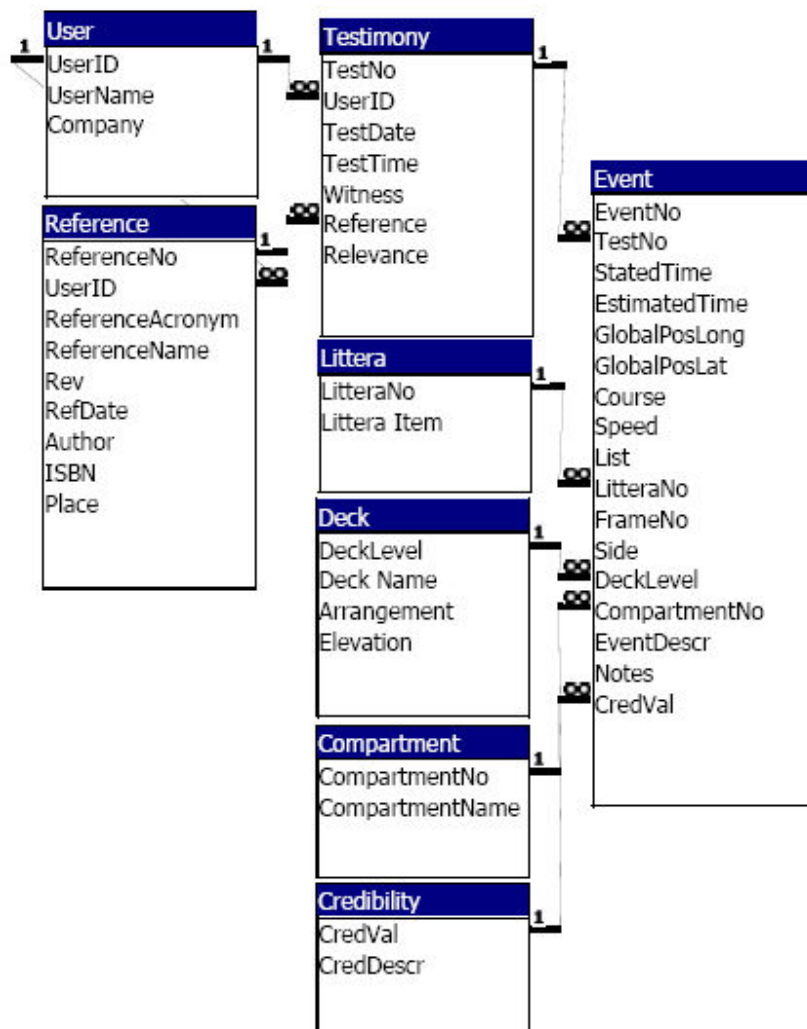 User
1
UserID
UserName
Company
1
∞
Reference
ReferenceNo
UserID
ReferenceAcronym
ReferenceName
Rev
RefDate
Author
ISBN
Place
1
∞
Testimony
TestNo
UserID
TestDate
TestTime
Witness
Reference
Relevance
1
∞
Littera
LitteraNo
Littera Item
1
Deck
DeckLevel
Deck Name
Arrangement
Elevation
1
Compartment
CompartmentNo
CompartmentName
1
Credibility
CredVal
CredDescr
1
Event
EventNo
TestNo
StatedTime
EstimatedTime
GlobalPosLong
GlobalPosLat
Course
Speed
List
LitteraNo
FrameNo
Side
DeckLevel
CompartmentNo
EventDescr
Notes
CredVal
∞
∞
∞
∞
∞